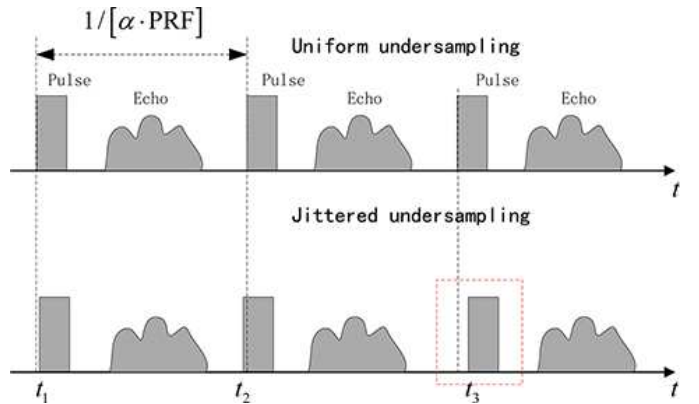 1/[α·PRF]
Uniform undersampling
Pulse Echo Pulse Echo Pulse Echo
t
Jittered undersampling
t₁ t₂ t₃ t